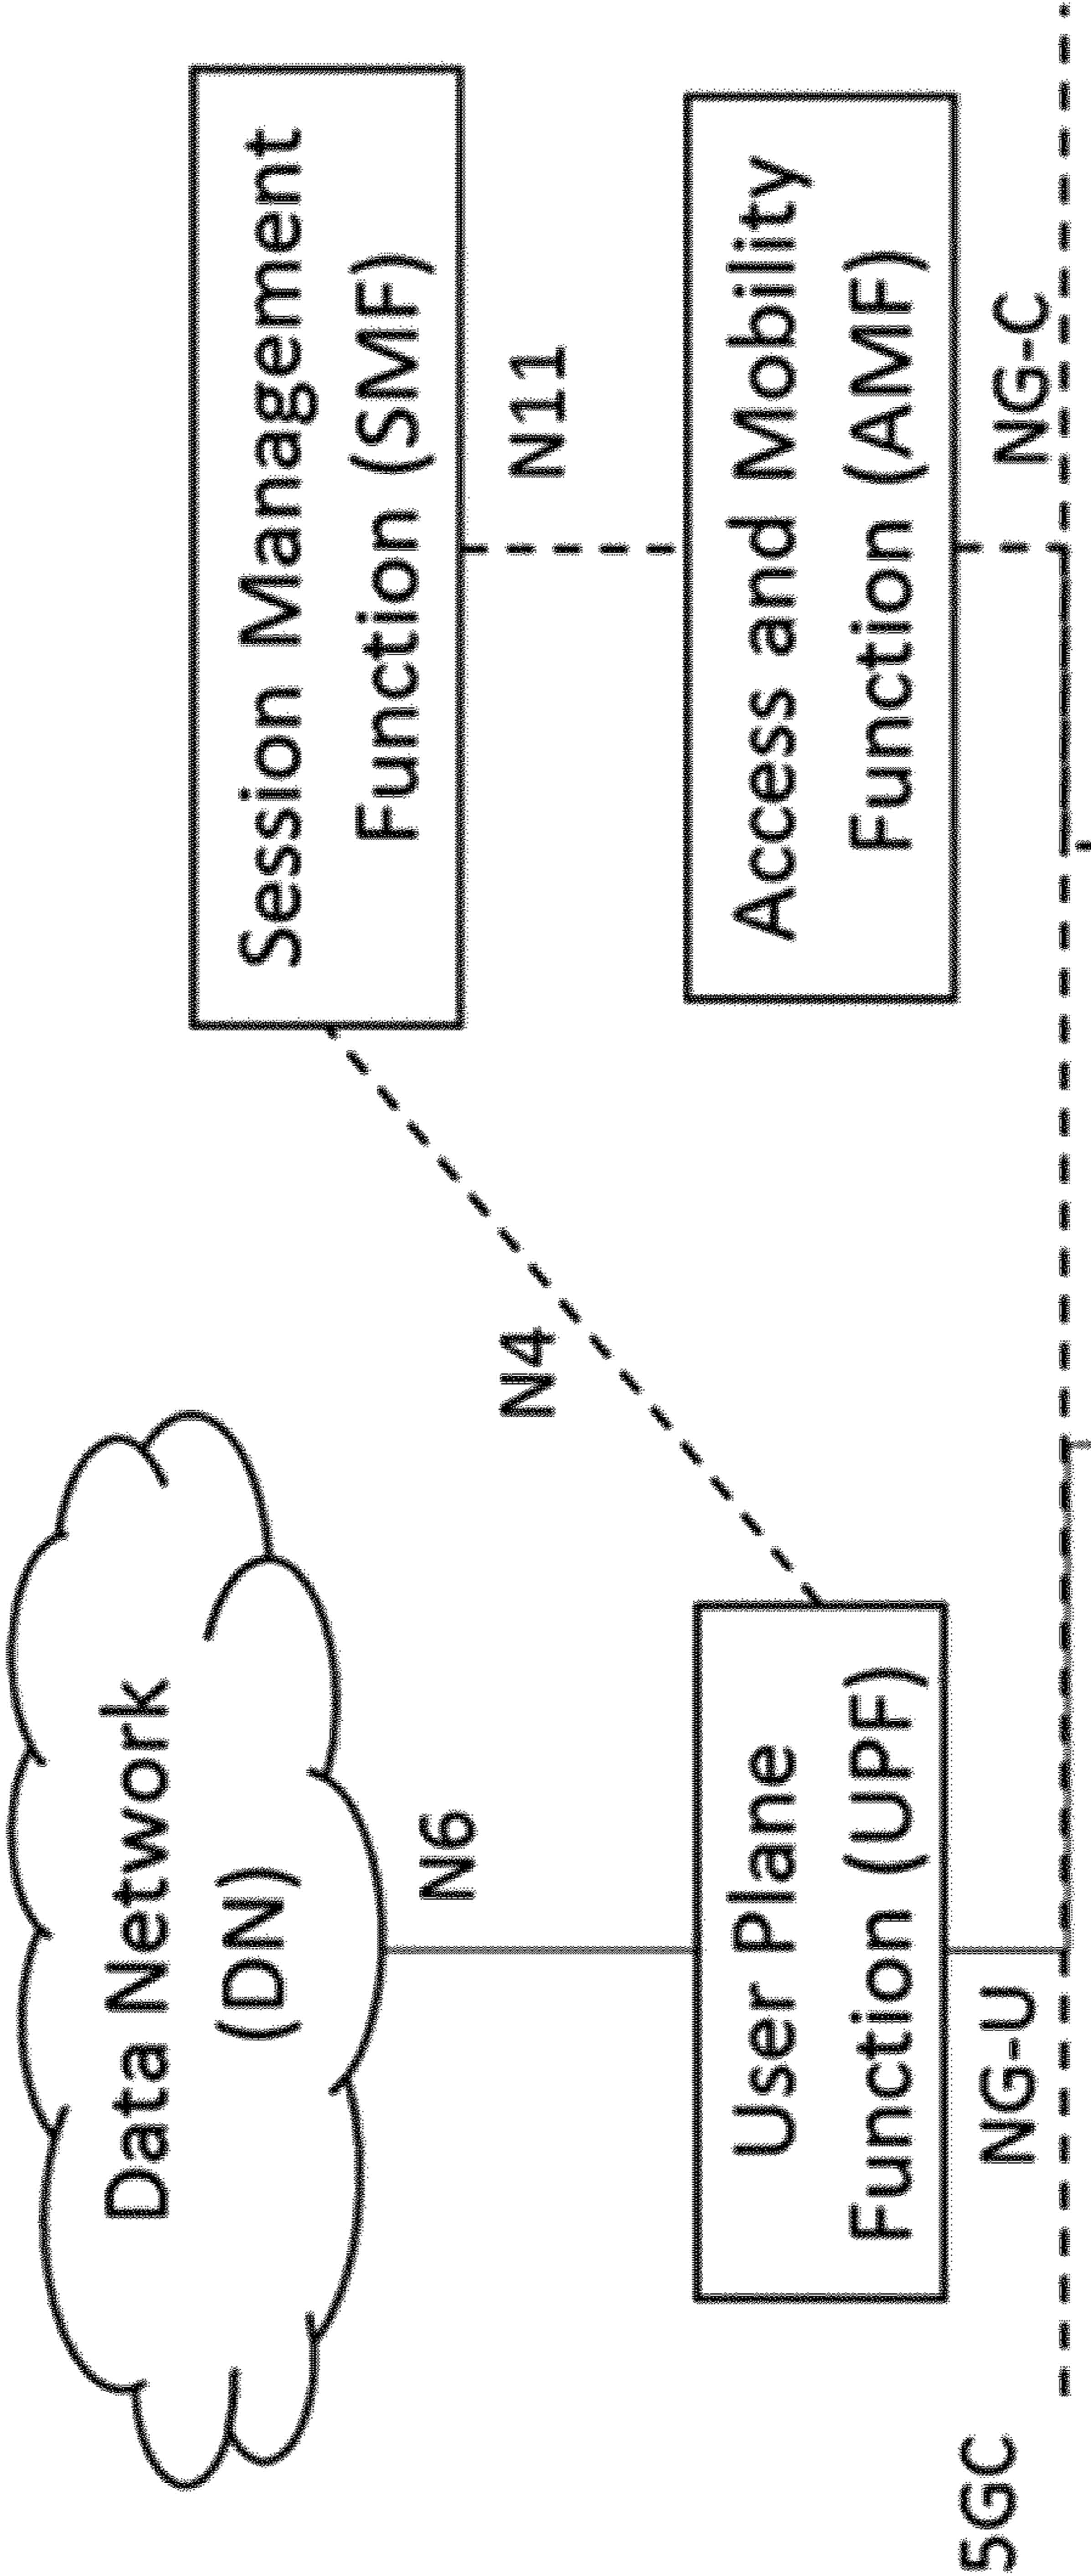 Data Network
(DN)
Session Management
Function (SMF)
N6
N4
N11
User Plane
Function (UPF)
Access and Mobility
Function (AMF)
NG-U
NG-C
5GC